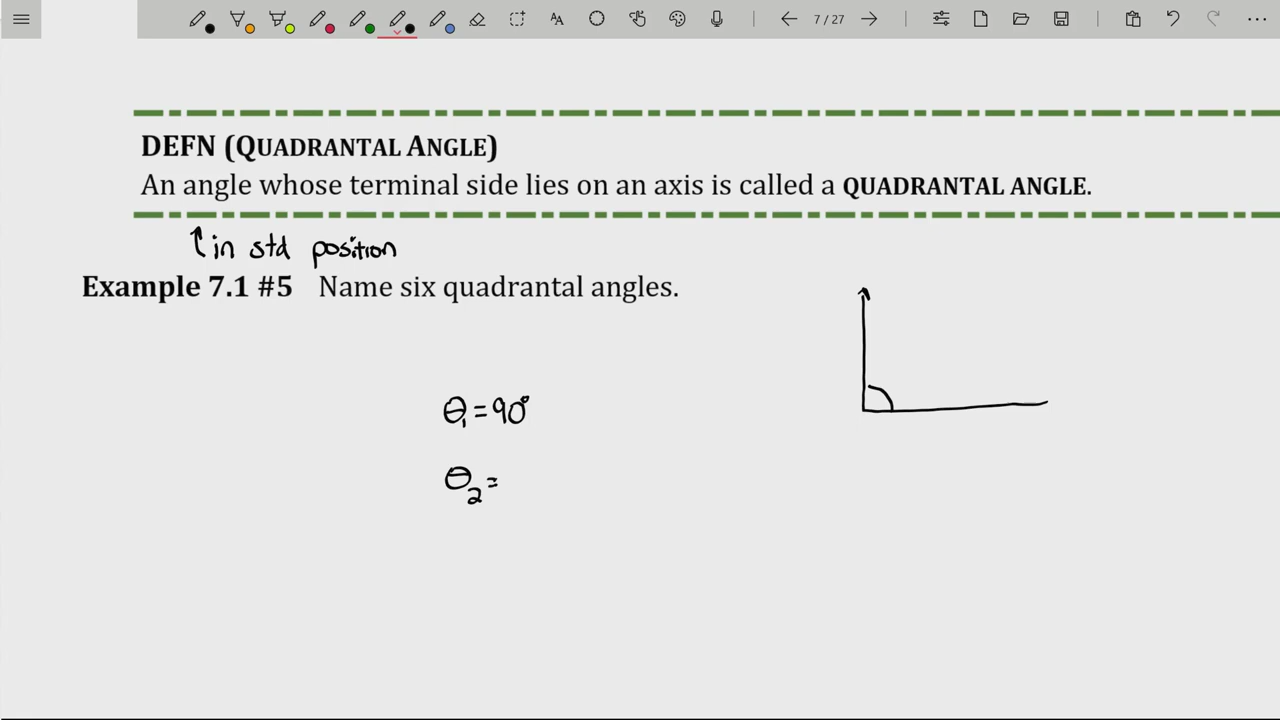 7 / 27
DEFN (QUADRANTAL ANGLE)
An angle whose terminal side lies on an axis is called a QUADRANTAL ANGLE.
in std position
Example 7.1 #5 Name six quadrantal angles.
θ₁ = 90°
θ₂ =